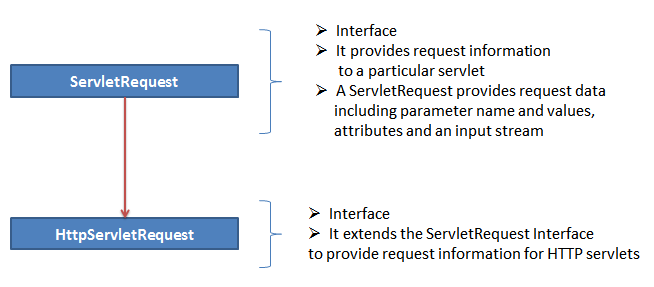 ServletRequest
➢ Interface
➢ It provides request information
to a particular servlet
➢ A ServletRequest provides request data
including parameter name and values,
attributes and an input stream
HttpServletRequest
➢ Interface
➢ It extends the ServletRequest Interface
to provide request information for HTTP servlets